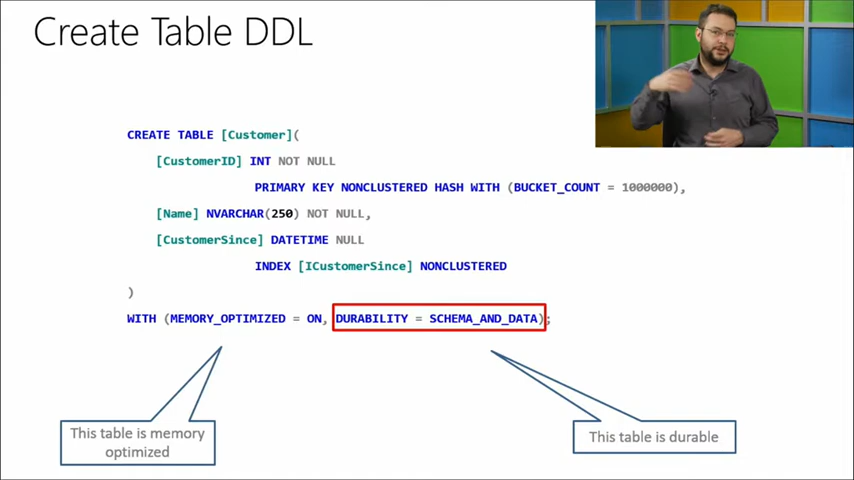 Create Table DDL
CREATE TABLE [Customer](
[CustomerID] INT NOT NULL
PRIMARY KEY NONCLUSTERED HASH WITH (BUCKET_COUNT = 1000000),
[Name] NVARCHAR(250) NOT NULL,
[CustomerSince] DATETIME NULL
INDEX [ICustomerSince] NONCLUSTERED
)
WITH (MEMORY_OPTIMIZED = ON, DURABILITY = SCHEMA_AND_DATA);
This table is memory
optimized
This table is durable